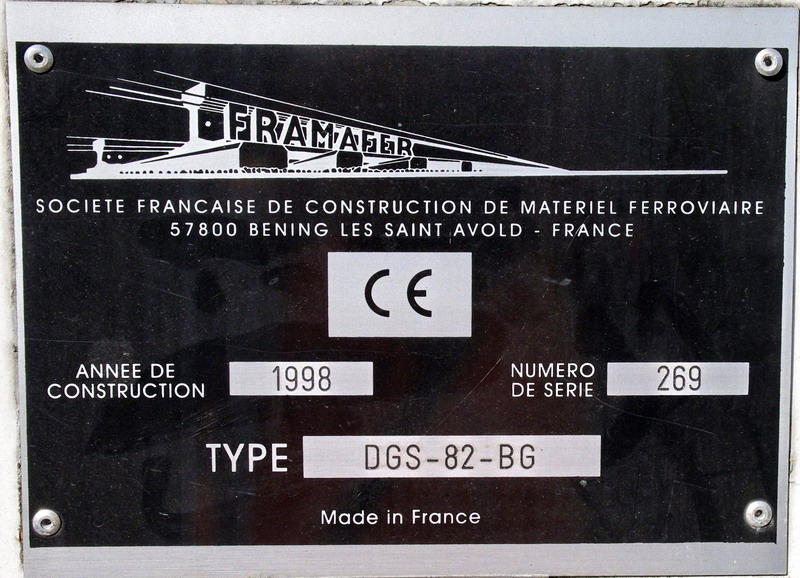 FRAMAFER
SOCIETE FRANCAISE DE CONSTRUCTION DE MATERIEL FERROVIAIRE
57800 BENING LES SAINT AVOLD - FRANCE
CE
ANNEE DE
CONSTRUCTION
1998
NUMERO
DE SERIE
269
TYPE DGS-82-BG
Made in France